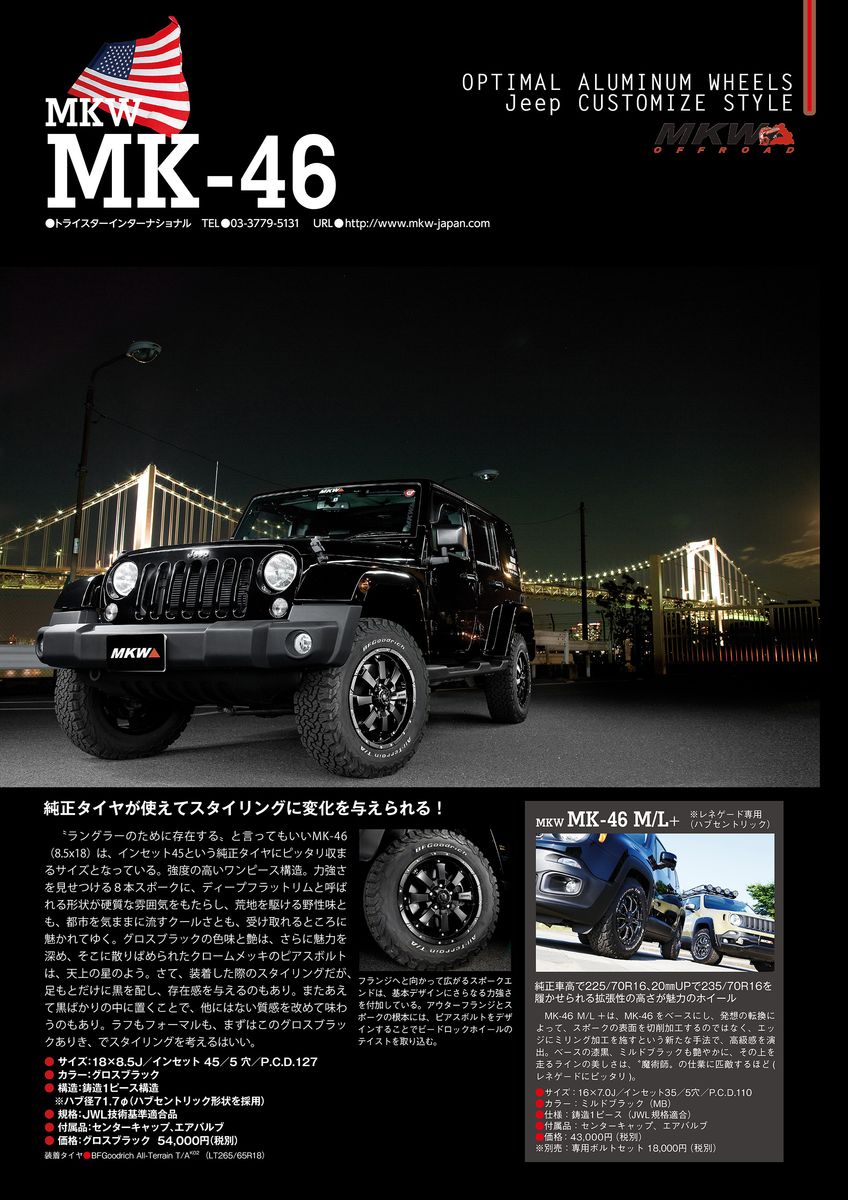 MKW
MK-46
OPTIMAL ALUMINUM WHEELS
Jeep CUSTOMIZE STYLE
MKW
OFFROAD
●トライスターインターナショナル TEL●03-3779-5131 URL●http://www.mkw-japan.com
MKW
Jeep
MKW
BFGoodrich
All-Terrain T/A
純正タイヤが使えてスタイリングに変化を与えられる！
〝ラングラーのために存在する〟と言ってもいいMK-46
（8.5x18）は、インセット45という純正タイヤにピッタリ収ま
るサイズとなっている。強度の高いワンピース構造。力強さ
を見せつける８本スポークに、ディープフラットリムと呼ば
れる形状が硬質な雰囲気をもたらし、荒地を駆ける野性味と
も、都市を気ままに流すクールさとも、受け取れるところに
魅かれてゆく。グロスブラックの色味と艶は、さらに魅力を
深め、そこに散りばめられたクロームメッキのピアスボルト
は、天上の星のよう。さて、装着した際のスタイリングだが、
足もとだけに黒を配し、存在感を与えるのもあり。またあえ
て黒ばかりの中に置くことで、他にはない質感を改めて味わ
うのもあり。ラフもフォーマルも、まずはこのグロスブラッ
クありき、でスタイリングを考えるはいい。
● サイズ：18×8.5J／インセット 45／5 穴／P.C.D.127
● カラー：グロスブラック
● 構造：鋳造1ピース構造
※ハブ径71.7φ（ハブセントリック形状を採用）
● 規格：JWL技術基準適合品
● 付属品：センターキャップ、エアバルブ
● 価格：グロスブラック 54,000円（税別）
装着タイヤ●BFGoodrich All-Terrain T/A KO2 （LT265/65R18）
BFGoodrich
All-Terrain T/A
フランジへと向かって広がるスポークエ
ンドは、基本デザインにさらなる力強さ
を付加している。アウターフランジとス
ポークの根本には、ピアスボルトをデザ
インすることでビードロックホイールの
テイストを取り込む。
MKW MK-46 M/L+ ※レネゲード専用
（ハブセントリック）
純正車高で225/70R16、20㎜UPで235/70R16を
履かせられる拡張性の高さが魅力のホイール
MK-46 M/L ＋は、MK-46 をベースにし、発想の転換に
よって、スポークの表面を切削加工するのではなく、エッ
ジにミリング加工を施すという新たな手法で、高級感を演
出。ベースの漆黒、ミルドブラックも艶やかに、その上を
走るラインの美しさは、〝魔術師〟の仕業に匹敵するほど (
レネゲードにピッタリ )。
●サイズ：16×7.0J／インセット35／5穴／P.C.D.110
●カラー：ミルドブラック（MB）
●仕様：鋳造1ピース（JWL規格適合）
●付属品：センターキャップ、エアバルブ
●価格：43,000円（税別）
※別売：専用ボルトセット 18,000円（税別）